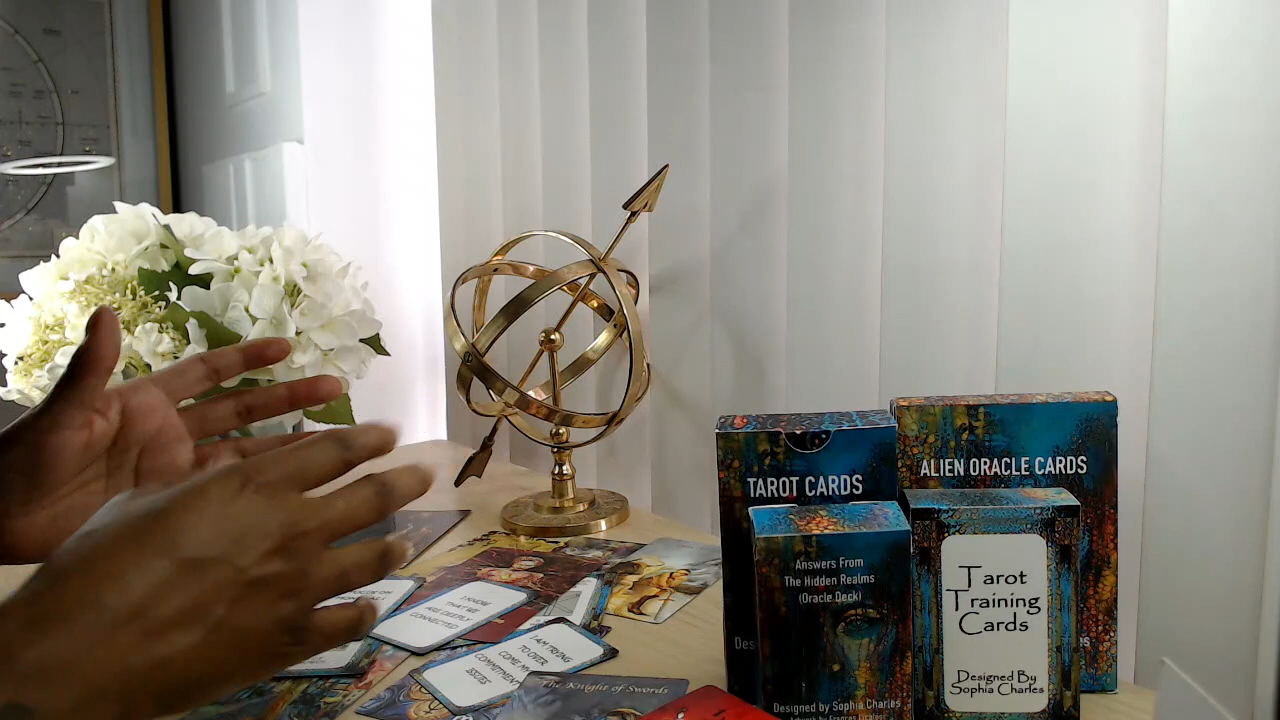 TAROT CARDS
ALIEN ORACLE CARDS
Answers From
The Hidden Realms
(Oracle Deck)
Designed by Sophia Charles
Tarot
Training
Cards
Designed By
Sophia Charles
I KNOW
THAT WE
ARE DEEPLY
CONNECTED
I AM TRYING
TO OVER
COME MY
COMMITMENT
ISSUES
The Knight of Swords